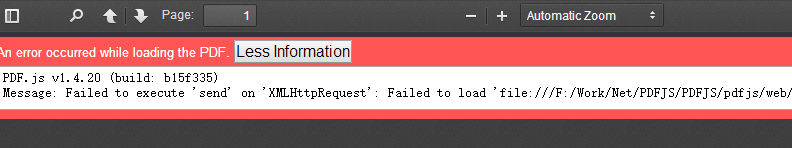 Page: 1 Automatic Zoom
An error occurred while loading the PDF. Less Information
PDF.js v1.4.20 (build: b15f335)
Message: Failed to execute 'send' on 'XMLHttpRequest': Failed to load 'file:///F:/Work/Net/PDFJS/PDFJS/pdfjs/web/